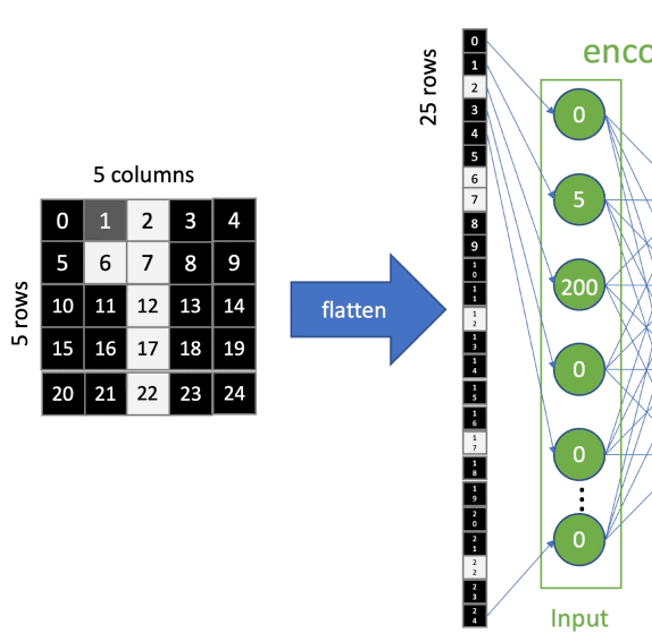 5 columns
5 rows
0 1 2 3 4
5 6 7 8 9
10 11 12 13 14
15 16 17 18 19
20 21 22 23 24
flatten
25 rows
0
1
2
3
4
5
6
7
8
9
10
11
12
13
14
15
16
17
18
19
20
21
22
23
24
enco
0
5
200
0
0
0
Input